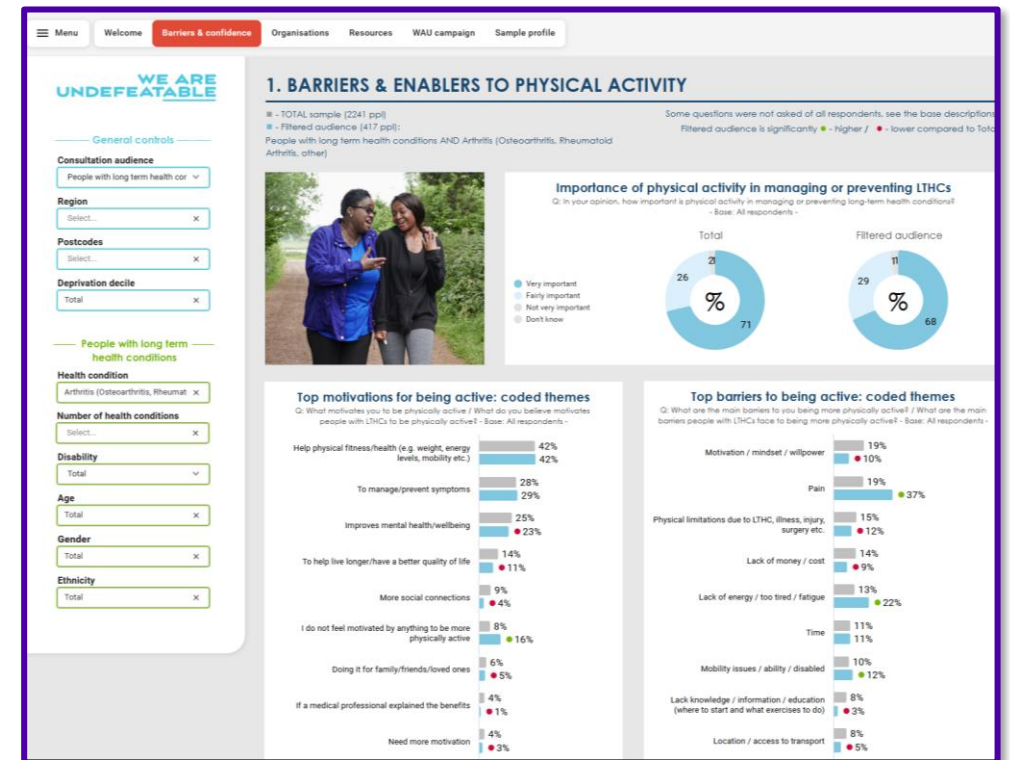 Menu
Welcome
Barriers & confidence
Organisations
Resources
WAU campaign
Sample profile
WE ARE
UNDEFEATABLE
General controls
Consultation audience
People with long term health cor
Region
Select...
Postcodes
Select...
Deprivation decile
Total
People with long term
health conditions
Health condition
Arthritis (Osteoarthritis, Rheumat
Number of health conditions
Select...
Disability
Total
Age
Total
Gender
Total
Ethnicity
Total
1. BARRIERS & ENABLERS TO PHYSICAL ACTIVITY
- TOTAL sample (2241 ppl)
- Filtered audience (417 ppl):
People with long term health conditions AND Arthritis (Osteoarthritis, Rheumatoid
Arthritis, other)
Some questions were not asked of all respondents, see the base descriptions
Filtered audience is significantly ● - higher / ● - lower compared to Tota
Importance of physical activity in managing or preventing LTHCs
Q: In your opinion, how important is physical activity in managing or preventing long-term health conditions?
- Base: All respondents -
Total
Filtered audience
Very important
Fairly important
Not very important
Don't know
21
26
%
71
11
29
%
68
Top motivations for being active: coded themes
Q: What motivates you to be physically active / What do you believe motivates
people with LTHCs to be physically active? - Base: All respondents -
Help physical fitness/health (e.g. weight, energy
levels, mobility etc.)
42%
42%
To manage/prevent symptoms
28%
29%
Improves mental health/wellbeing
25%
23%
To help live longer/have a better quality of life
14%
11%
More social connections
9%
4%
I do not feel motivated by anything to be more
physically active
8%
16%
Doing it for family/friends/loved ones
6%
5%
If a medical professional explained the benefits
4%
1%
Need more motivation
4%
3%
Top barriers to being active: coded themes
Q: What are the main barriers to you being more physically active? / What are the main
barriers people with LTHCs face to being more physically active? - Base: All respondents -
Motivation / mindset / willpower
19%
10%
Pain
19%
37%
Physical limitations due to LTHC, illness, injury,
surgery etc.
15%
12%
Lack of money / cost
14%
9%
Lack of energy / too tired / fatigue
13%
22%
Time
11%
11%
Mobility issues / ability / disabled
10%
12%
Lack knowledge / information / education
(where to start and what exercises to do)
8%
3%
Location / access to transport
8%
5%